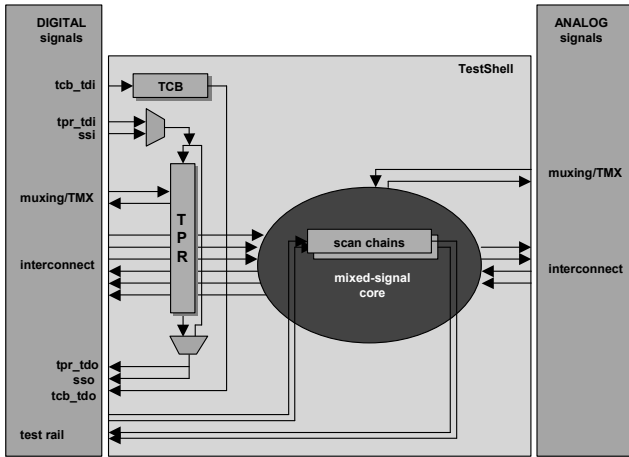 DIGITAL
signals
ANALOG
signals
TestShell
tcb_tdi
TCB
tpr_tdi
ssi
muxing/TMX
T
P
R
muxing/TMX
scan chains
interconnect
mixed-signal
core
interconnect
tpr_tdo
sso
tcb_tdo
test rail